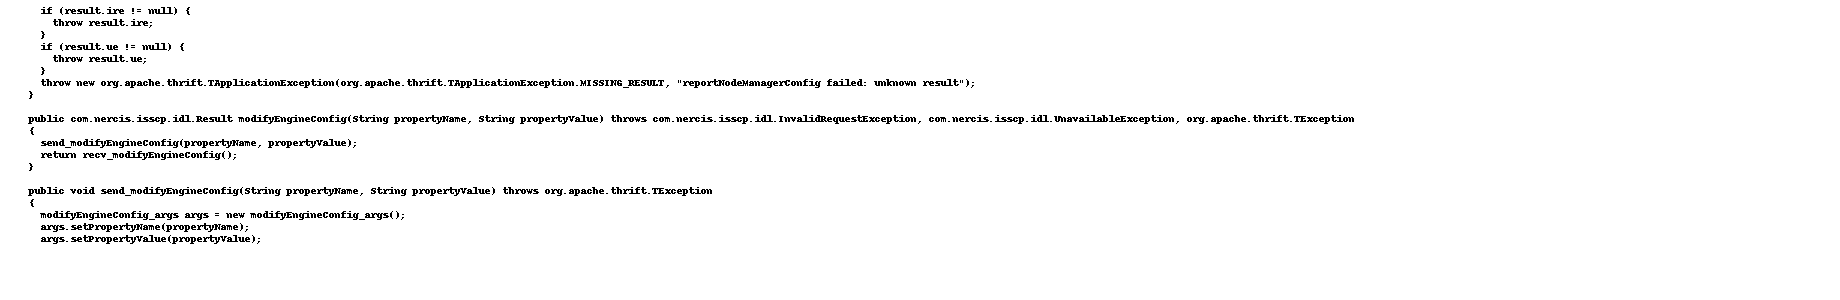 if (result.ire != null) {
throw result.ire;
}
if (result.ue != null) {
throw result.ue;
}
throw new org.apache.thrift.TApplicationException(org.apache.thrift.TApplicationException.MISSING_RESULT, "reportNodeManagerConfig failed: unknown result");
}
public com.nercis.isscp.idl.Result modifyEngineConfig(String propertyName, String propertyValue) throws com.nercis.isscp.idl.InvalidRequestException, com.nercis.isscp.idl.UnavailableException, org.apache.thrift.TException
{
send_modifyEngineConfig(propertyName, propertyValue);
return recv_modifyEngineConfig();
}
public void send_modifyEngineConfig(String propertyName, String propertyValue) throws org.apache.thrift.TException
{
modifyEngineConfig_args args = new modifyEngineConfig_args();
args.setPropertyName(propertyName);
args.setPropertyValue(propertyValue);